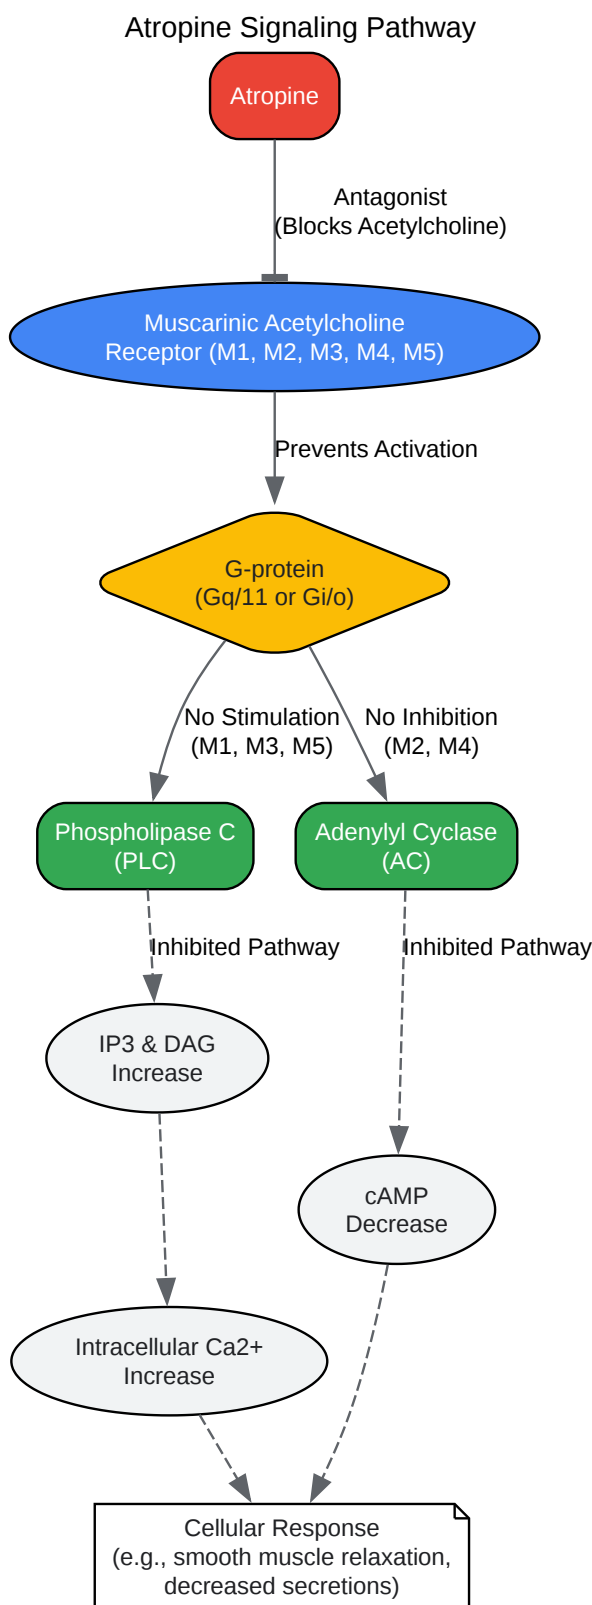 Atropine Signaling Pathway
Atropine
Antagonist
(Blocks Acetylcholine)
Muscarinic Acetylcholine
Receptor (M1, M2, M3, M4, M5)
Prevents Activation
G-protein
(Gq/11 or Gi/o)
No Stimulation
(M1, M3, M5)
No Inhibition
(M2, M4)
Phospholipase C
(PLC)
Adenylyl Cyclase
(AC)
Inhibited Pathway
Inhibited Pathway
IP3 & DAG
Increase
cAMP
Decrease
Intracellular Ca2+
Increase
Cellular Response
(e.g., smooth muscle relaxation,
decreased secretions)